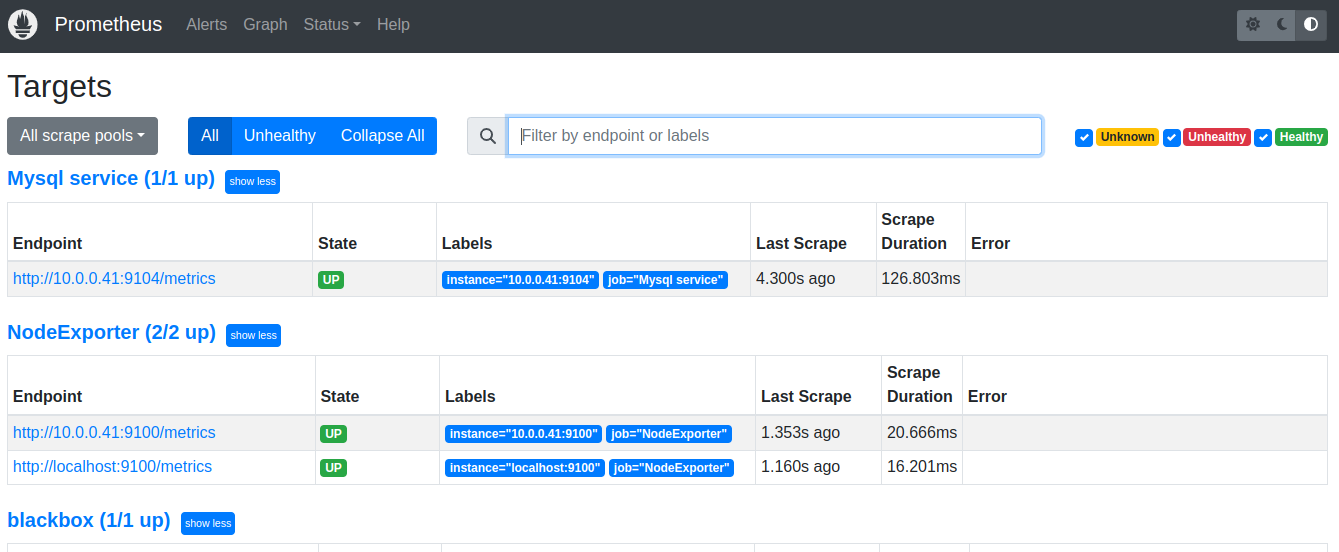 Prometheus Alerts Graph Status Help
Targets
All scrape pools All Unhealthy Collapse All Filter by endpoint or labels Unknown Unhealthy Healthy
Mysql service (1/1 up) show less
Endpoint State Labels Last Scrape Scrape Duration Error
http://10.0.0.41:9104/metrics UP instance="10.0.0.41:9104" job="Mysql service" 4.300s ago 126.803ms
NodeExporter (2/2 up) show less
Endpoint State Labels Last Scrape Scrape Duration Error
http://10.0.0.41:9100/metrics UP instance="10.0.0.41:9100" job="NodeExporter" 1.353s ago 20.666ms
http://localhost:9100/metrics UP instance="localhost:9100" job="NodeExporter" 1.160s ago 16.201ms
blackbox (1/1 up) show less